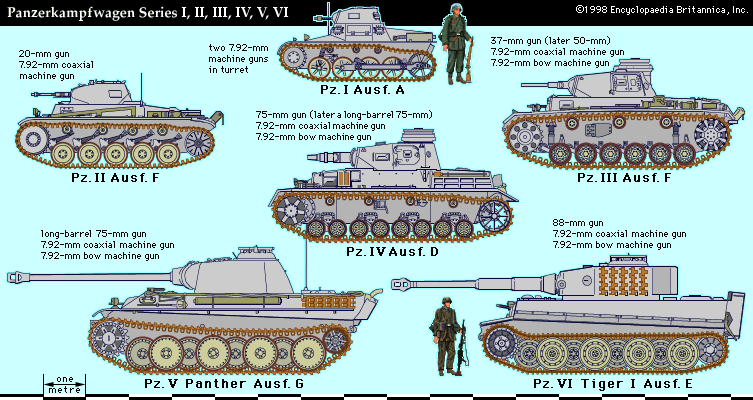 Panzerkampfwagen Series I, II, III, IV, V, VI
©1998 Encyclopaedia Britannica, Inc.
20-mm gun
7.92-mm coaxial
machine gun
Pz. II Ausf. F
two 7.92-mm
machine guns
in turret
Pz. I Ausf. A
37-mm gun (later 50-mm)
7.92-mm coaxial machine gun
7.92-mm bow machine gun
Pz. III Ausf. F
75-mm gun (later a long-barrel 75-mm)
7.92-mm coaxial machine gun
7.92-mm bow machine gun
Pz. IV Ausf. D
long-barrel 75-mm gun
7.92-mm coaxial machine gun
7.92-mm bow machine gun
Pz. V Panther Ausf. G
88-mm gun
7.92-mm coaxial machine gun
7.92-mm bow machine gun
Pz. VI Tiger I Ausf. E
one
metre